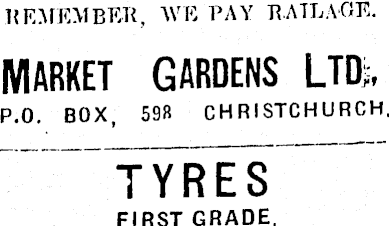 REMEMBER, WE PAY RAILAGE.
MARKET GARDENS LTD.,
P.O. BOX, 598 CHRISTCHURCH.
TYRES
FIRST GRADE.